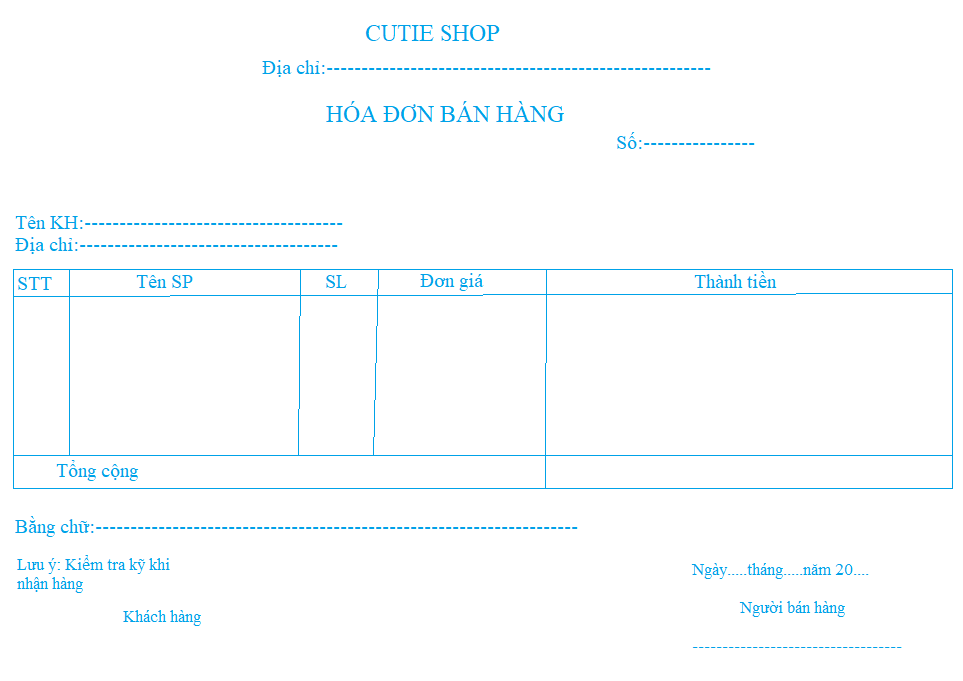 CUTIE SHOP
Địa chỉ:-------------------------------------------------------
HÓA ĐƠN BÁN HÀNG
Số:----------------
Tên KH:-------------------------------------
Địa chỉ:-------------------------------------
STT Tên SP SL Đơn giá Thành tiền
Tổng cộng
Bằng chữ:---------------------------------------------------------------------
Lưu ý: Kiểm tra kỹ khi
nhận hàng
Ngày.....tháng.....năm 20....
Khách hàng
Người bán hàng
-----------------------------------